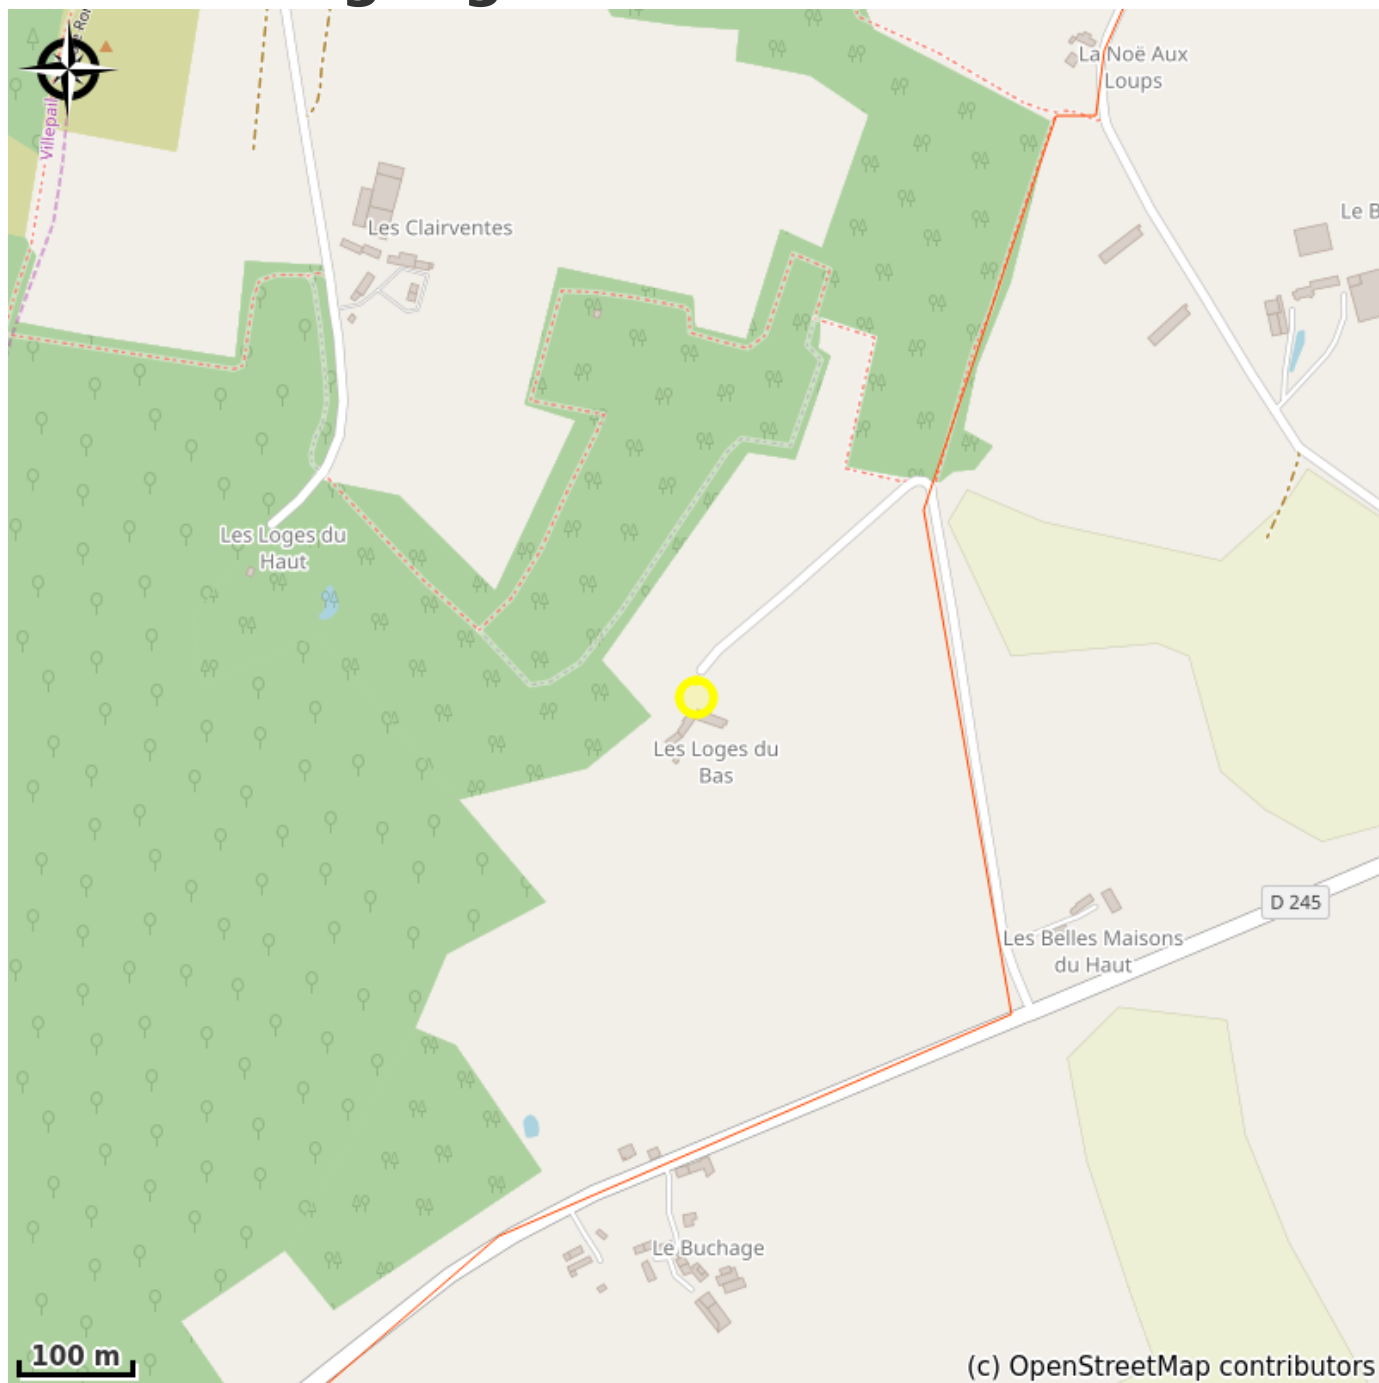 La Noë Aux
Loups
Villepail
Le B
Les Clairventes
Les Loges du
Haut
Les Loges du
Bas
D 245
Les Belles Maisons
du Haut
Le Buchage
100 m
(c) OpenStreetMap contributors